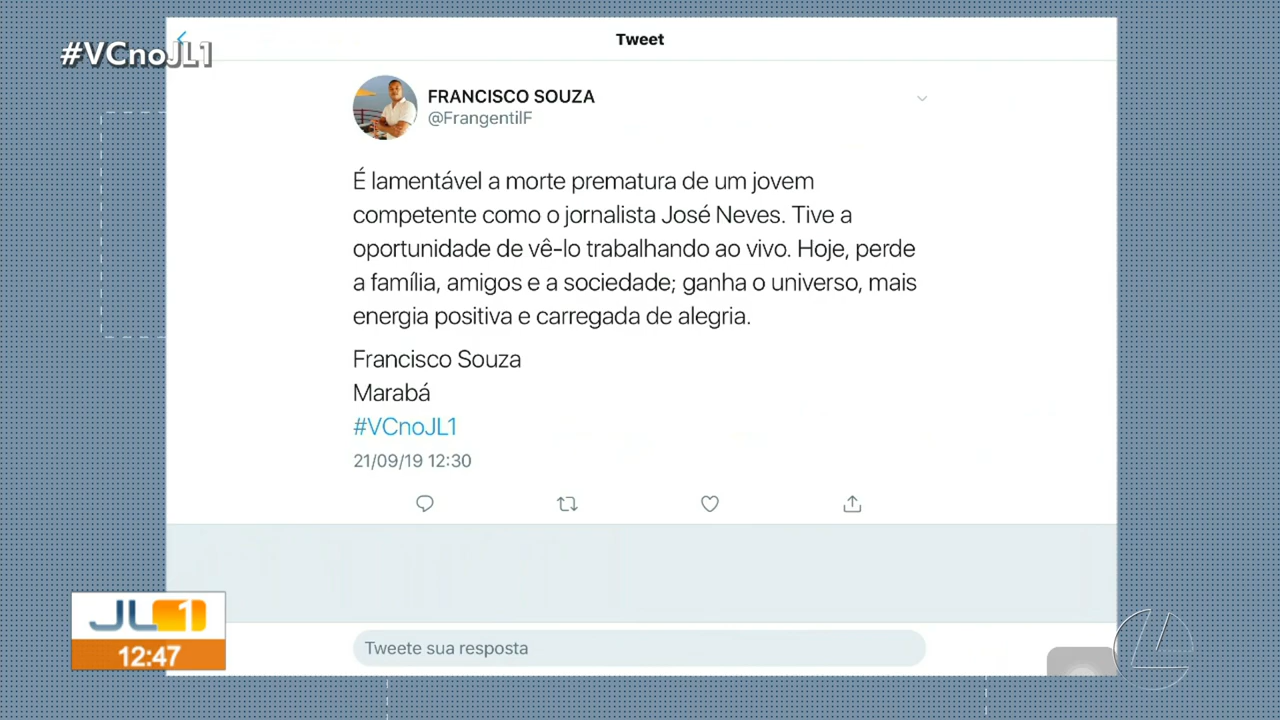 #VCnoJL1
Tweet
FRANCISCO SOUZA
@FrangentilF
É lamentável a morte prematura de um jovem
competente como o jornalista José Neves. Tive a
oportunidade de vê-lo trabalhando ao vivo. Hoje, perde
a família, amigos e a sociedade; ganha o universo, mais
energia positiva e carregada de alegria.
Francisco Souza
Marabá
#VCnoJL1
21/09/19 12:30
Tweete sua resposta
JL1
12:47